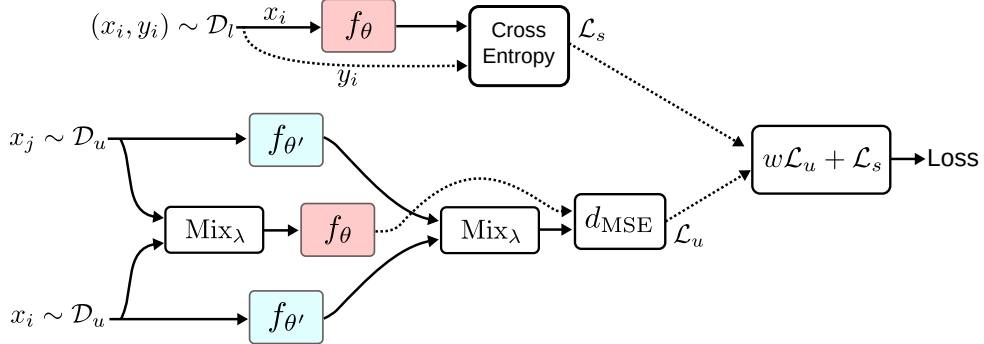 (x_i, y_i) ∼ 𝒟_l
x_i
f_θ
Cross
Entropy
ℒ_s
y_i
x_j ∼ 𝒟_u
f_θ′
wℒ_u + ℒ_s
Loss
Mix_λ
f_θ
Mix_λ
d_MSE
ℒ_u
x_i ∼ 𝒟_u
f_θ′